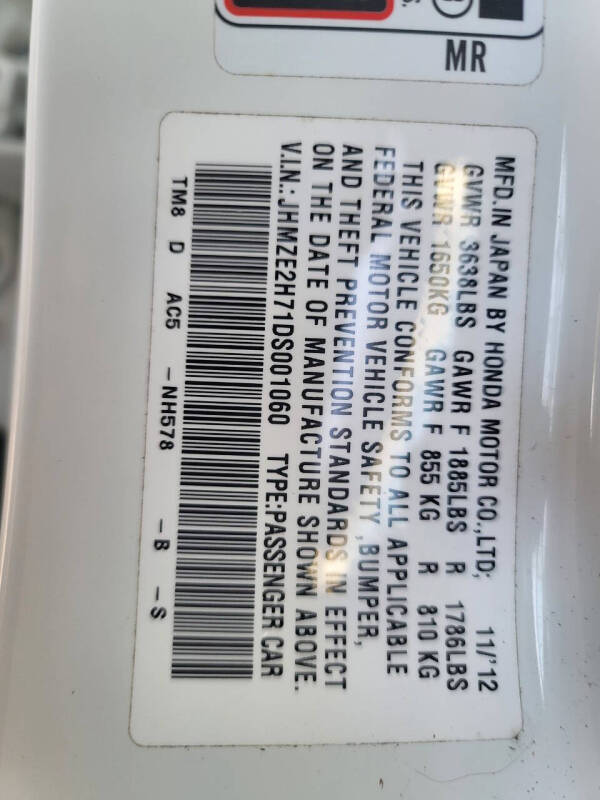 MR
MFD.IN JAPAN BY HONDA MOTOR CO.,LTD; 11/'12
GVWR 3638LBS GAWR F 1885LBS R 1786LBS
GVWR 1650KG GAWR F 855 KG R 810 KG
THIS VEHICLE CONFORMS TO ALL APPLICABLE
FEDERAL MOTOR VEHICLE SAFETY ,BUMPER,
AND THEFT PREVENTION STANDARDS IN EFFECT
ON THE DATE OF MANUFACTURE SHOWN ABOVE.
V.I.N.:JHMZE2H71DS001060 TYPE:PASSENGER CAR
TM8 D AC5 -NH578 -B -S